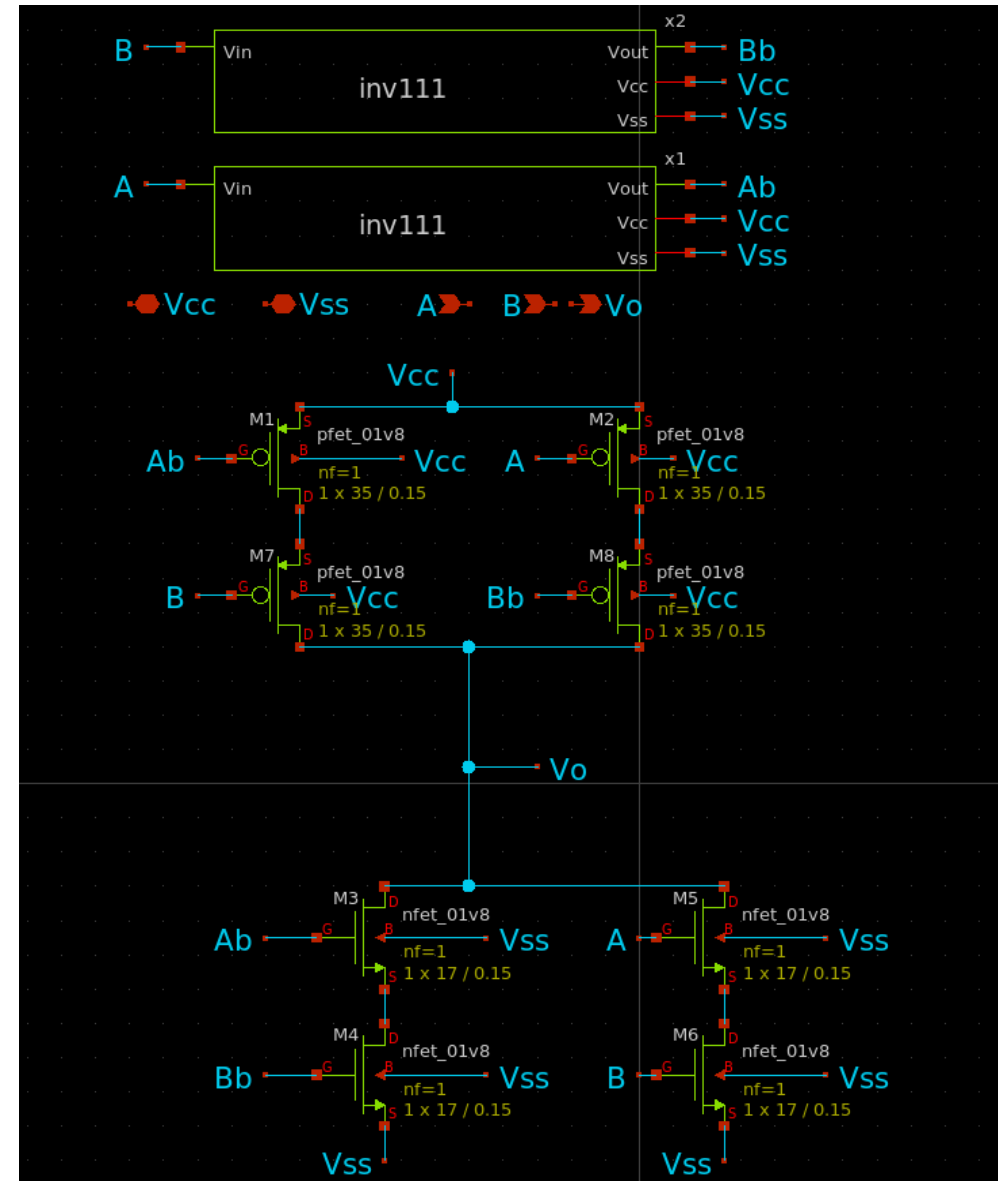 x2
B Vin Vout Bb
inv111 Vcc Vcc
Vss Vss
x1
A Vin Vout Ab
inv111 Vcc Vcc
Vss Vss
Vcc Vss A B Vo
Vcc
M1 S M2 S
pfet_01v8 pfet_01v8
Ab G B Vcc A G B Vcc
nf=1 nf=1
D 1 x 35 / 0.15 D 1 x 35 / 0.15
M7 S M8 S
pfet_01v8 pfet_01v8
B G B Vcc Bb G B Vcc
nf=1 nf=1
D 1 x 35 / 0.15 D 1 x 35 / 0.15
Vo
M3 D M5 D
nfet_01v8 nfet_01v8
Ab G B Vss A G B Vss
nf=1 nf=1
S 1 x 17 / 0.15 S 1 x 17 / 0.15
M4 D M6 D
nfet_01v8 nfet_01v8
Bb G B Vss B G B Vss
nf=1 nf=1
S 1 x 17 / 0.15 S 1 x 17 / 0.15
Vss Vss